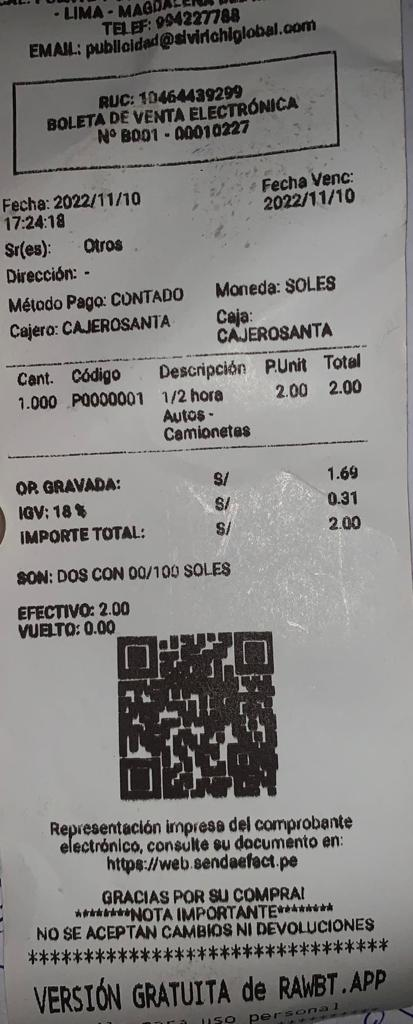 - LIMA - MAGDALENA
TELEF: 994227788
EMAIL: publicidad@sivirichiglobal.com
RUC: 10464439299
BOLETA DE VENTA ELECTRÓNICA
Nº B001 - 00010227
Fecha: 2022/11/10
17:24:18
Fecha Venc:
2022/11/10
Sr(es): Otros
Dirección: -
Método Pago: CONTADO Moneda: SOLES
Cajero: CAJEROSANTA Caja:
CAJEROSANTA
Cant. Código Descripción P.Unit Total
1.000 P0000001 1/2 hora 2.00 2.00
Autos -
Camionetas
OP. GRAVADA: S/ 1.69
IGV: 18 % S/ 0.31
IMPORTE TOTAL: S/ 2.00
SON: DOS CON 00/100 SOLES
EFECTIVO: 2.00
VUELTO: 0.00
Representación impresa del comprobante
electrónico, consulte su documento en:
https://web.sendaefact.pe
GRACIAS POR SU COMPRA!
********NOTA IMPORTANTE********
NO SE ACEPTAN CAMBIOS NI DEVOLUCIONES
**********************************
VERSIÓN GRATUITA de RAWBT.APP
para uso personal